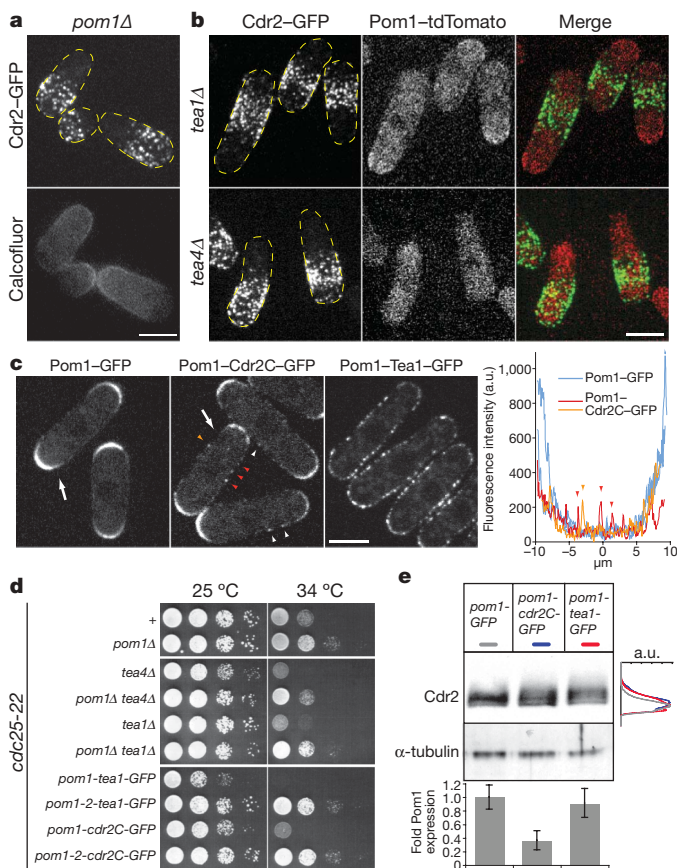 a
pom1Δ
Cdr2–GFP
Calcofluor
b
Cdr2–GFP
Pom1–tdTomato
Merge
tea1Δ
tea4Δ
c
Pom1–GFP
Pom1–Cdr2C–GFP
Pom1–Tea1–GFP
Fluorescence intensity (a.u.)
1,000
800
600
400
200
0
Pom1–GFP
Pom1–
Cdr2C–GFP
–10
–5
0
5
10
μm
d
25 ºC
34 ºC
cdc25-22
+
pom1Δ
tea4Δ
pom1Δ tea4Δ
tea1Δ
pom1Δ tea1Δ
pom1-tea1-GFP
pom1-2-tea1-GFP
pom1-cdr2C-GFP
pom1-2-cdr2C-GFP
e
pom1-
GFP
pom1-
cdr2C-
GFP
pom1-
tea1-
GFP
a.u.
Cdr2
α-tubulin
Fold Pom1
expression
1.2
1.0
0.8
0.6
0.4
0.2
0